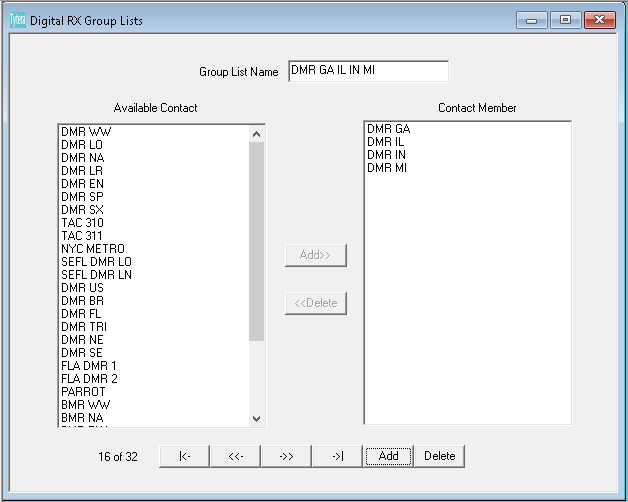 Tytera Digital RX Group Lists
Group List Name DMR GA IL IN MI
Available Contact
DMR WW
DMR LO
DMR NA
DMR LR
DMR EN
DMR SP
DMR SX
TAC 310
TAC 311
NYC METRO
SEFL DMR LO
SEFL DMR LN
DMR US
DMR BR
DMR FL
DMR TRI
DMR NE
DMR SE
FLA DMR 1
FLA DMR 2
PARROT
BMR WW
BMR NA
Add>>
<<Delete
Contact Member
DMR GA
DMR IL
DMR IN
DMR MI
16 of 32 |<- <<- ->> ->| Add Delete